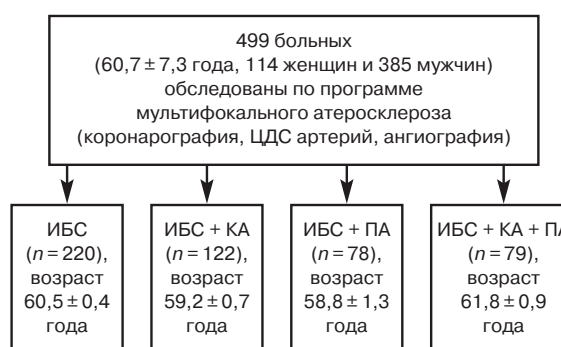 499 больных
(60,7 ± 7,3 года, 114 женщин и 385 мужчин)
обследованы по программе
мультифокального атеросклероза
(коронарография, ЦДС артерий, ангиография)
ИБС
(n = 220),
возраст
60,5 ± 0,4
года
ИБС + КА
(n = 122),
возраст
59,2 ± 0,7
года
ИБС + ПА
(n = 78),
возраст
58,8 ± 1,3
года
ИБС + КА + ПА
(n = 79),
возраст
61,8 ± 0,9
года